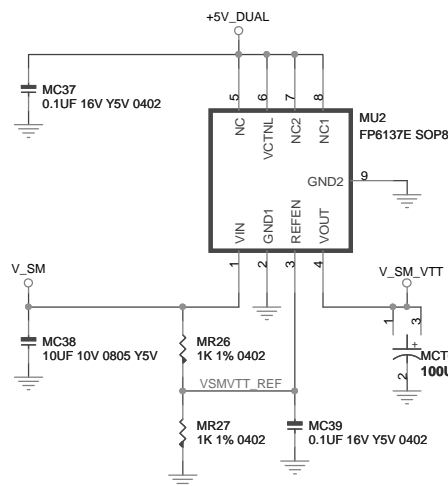 +5V_DUAL
MC37
0.1UF 16V Y5V 0402
5
6
7
8
NC
VCTNL
NC2
NC1
MU2
FP6137E SOP8
GND2
9
VIN
GND1
REFEN
VOUT
1
2
3
4
V_SM
V_SM_VTT
MC38
10UF 10V 0805 Y5V
MR26
1K 1% 0402
1
3
+
2
VSMVTT_REF
MR27
1K 1% 0402
MC39
0.1UF 16V Y5V 0402